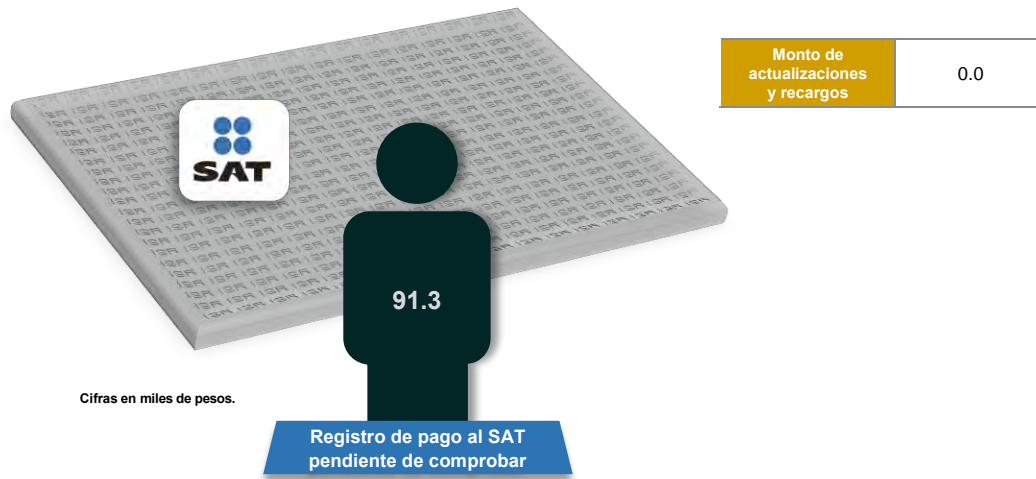 Monto de
actualizaciones
y recargos
0.0
SAT
91.3
Cifras en miles de pesos.
Registro de pago al SAT
pendiente de comprobar